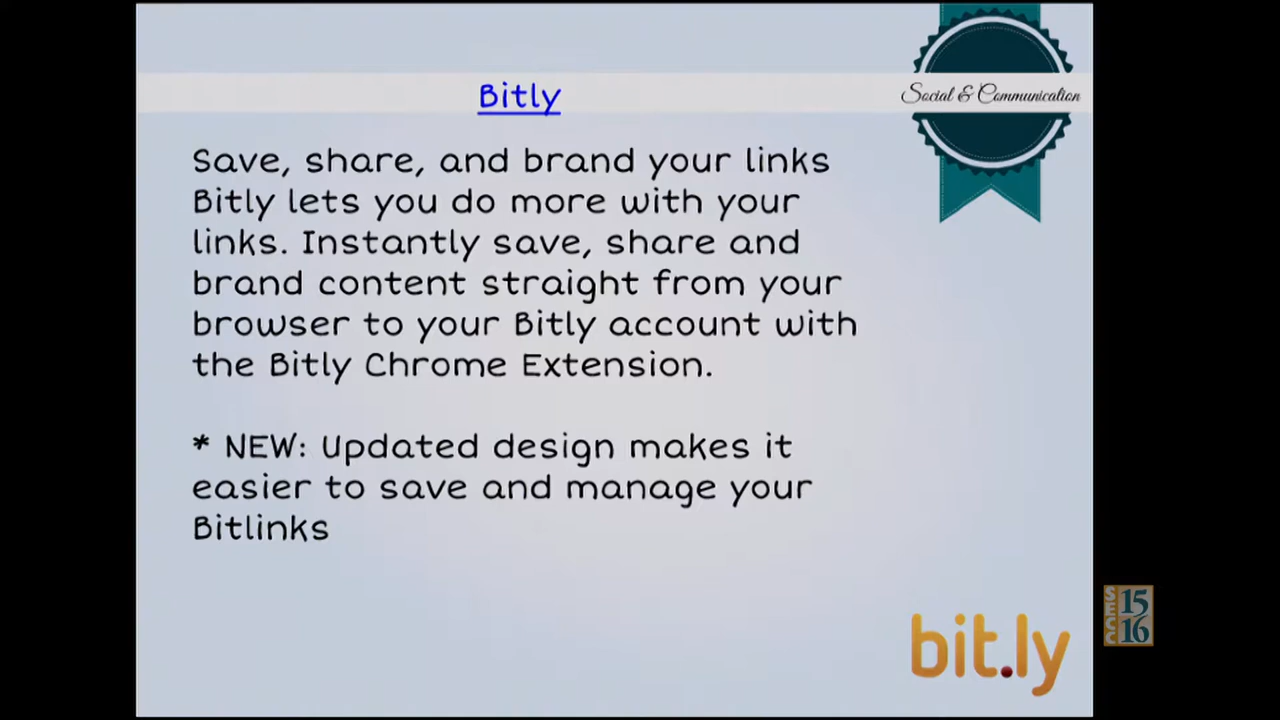 Bitly
Social & Communication
Save, share, and brand your links
Bitly lets you do more with your
links. Instantly save, share and
brand content straight from your
browser to your Bitly account with
the Bitly Chrome Extension.
* NEW: Updated design makes it
easier to save and manage your
Bitlinks
bit.ly
SECC
15
16